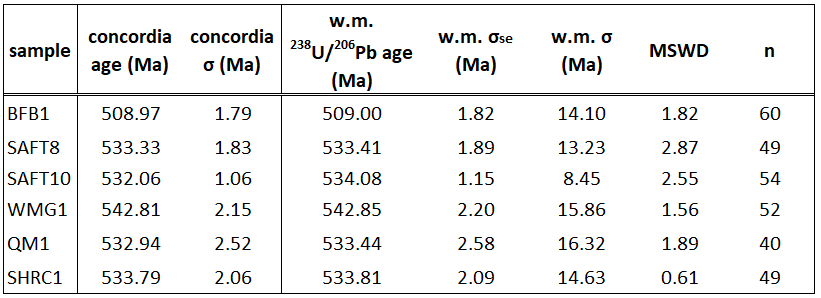 sample concordia age (Ma) concordia σ (Ma) w.m. ²³⁸U/²⁰⁶Pb age (Ma) w.m. σse (Ma) w.m. σ (Ma) MSWD n
BFB1 508.97 1.79 509.00 1.82 14.10 1.82 60
SAFT8 533.33 1.83 533.41 1.89 13.23 2.87 49
SAFT10 532.06 1.06 534.08 1.15 8.45 2.55 54
WMG1 542.81 2.15 542.85 2.20 15.86 1.56 52
QM1 532.94 2.52 533.44 2.58 16.32 1.89 40
SHRC1 533.79 2.06 533.81 2.09 14.63 0.61 49